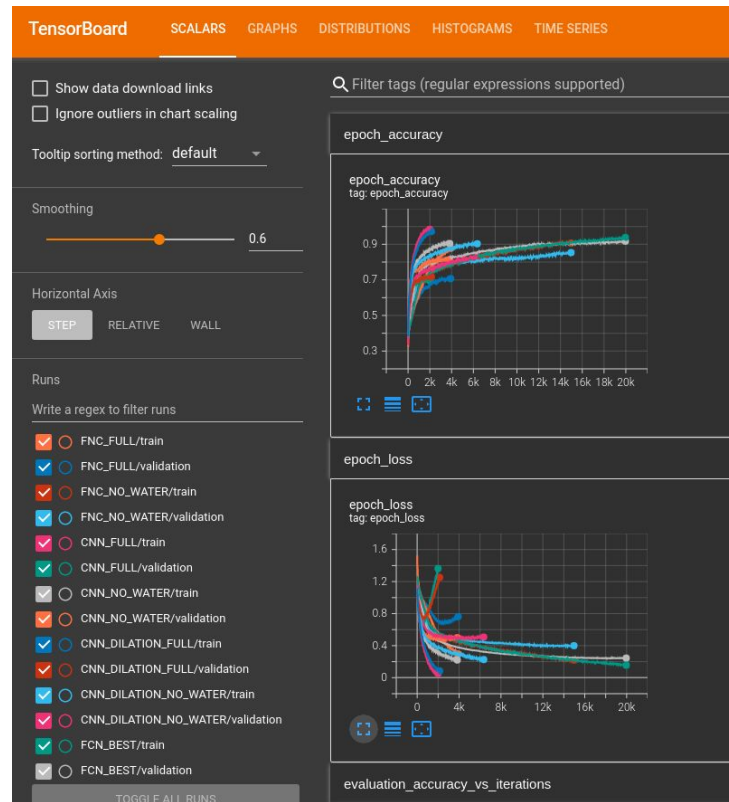 TensorBoard SCALARS GRAPHS DISTRIBUTIONS HISTOGRAMS TIME SERIES
Show data download links
Ignore outliers in chart scaling
Tooltip sorting method: default
Smoothing
0.6
Horizontal Axis
STEP RELATIVE WALL
Runs
Write a regex to filter runs
FNC_FULL/train
FNC_FULL/validation
FNC_NO_WATER/train
FNC_NO_WATER/validation
CNN_FULL/train
CNN_FULL/validation
CNN_NO_WATER/train
CNN_NO_WATER/validation
CNN_DILATION_FULL/train
CNN_DILATION_FULL/validation
CNN_DILATION_NO_WATER/train
CNN_DILATION_NO_WATER/validation
FCN_BEST/train
FCN_BEST/validation
TOGGLE ALL RUNS
Filter tags (regular expressions supported)
epoch_accuracy
epoch_accuracy
tag: epoch_accuracy
0.9
0.7
0.5
0.3
0 2k 4k 6k 8k 10k 12k 14k 16k 18k 20k
epoch_loss
epoch_loss
tag: epoch_loss
1.6
1.2
0.8
0.4
0
0 4k 8k 12k 16k 20k
evaluation_accuracy_vs_iterations